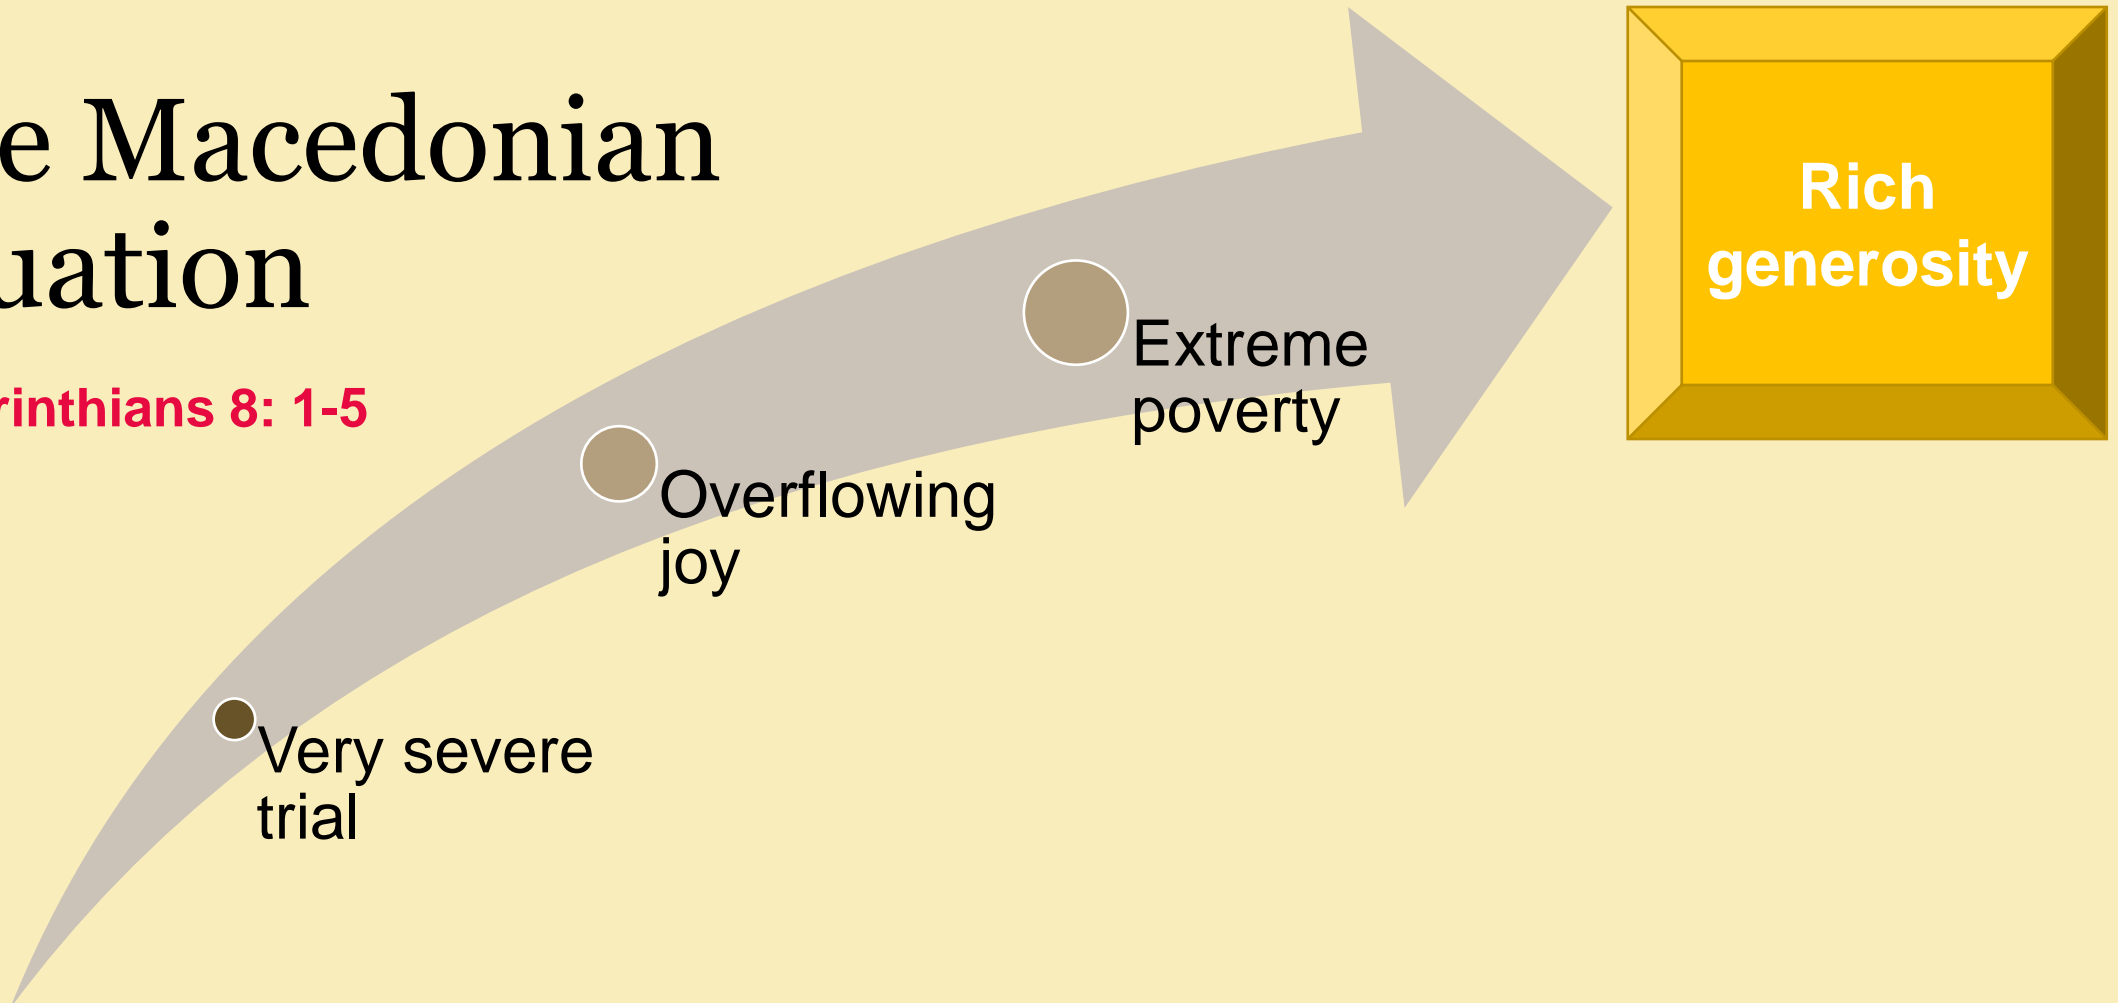 e Macedonian
uation
rinthians 8: 1-5
Rich
generosity
Extreme
poverty
Overflowing
joy
Very severe
trial